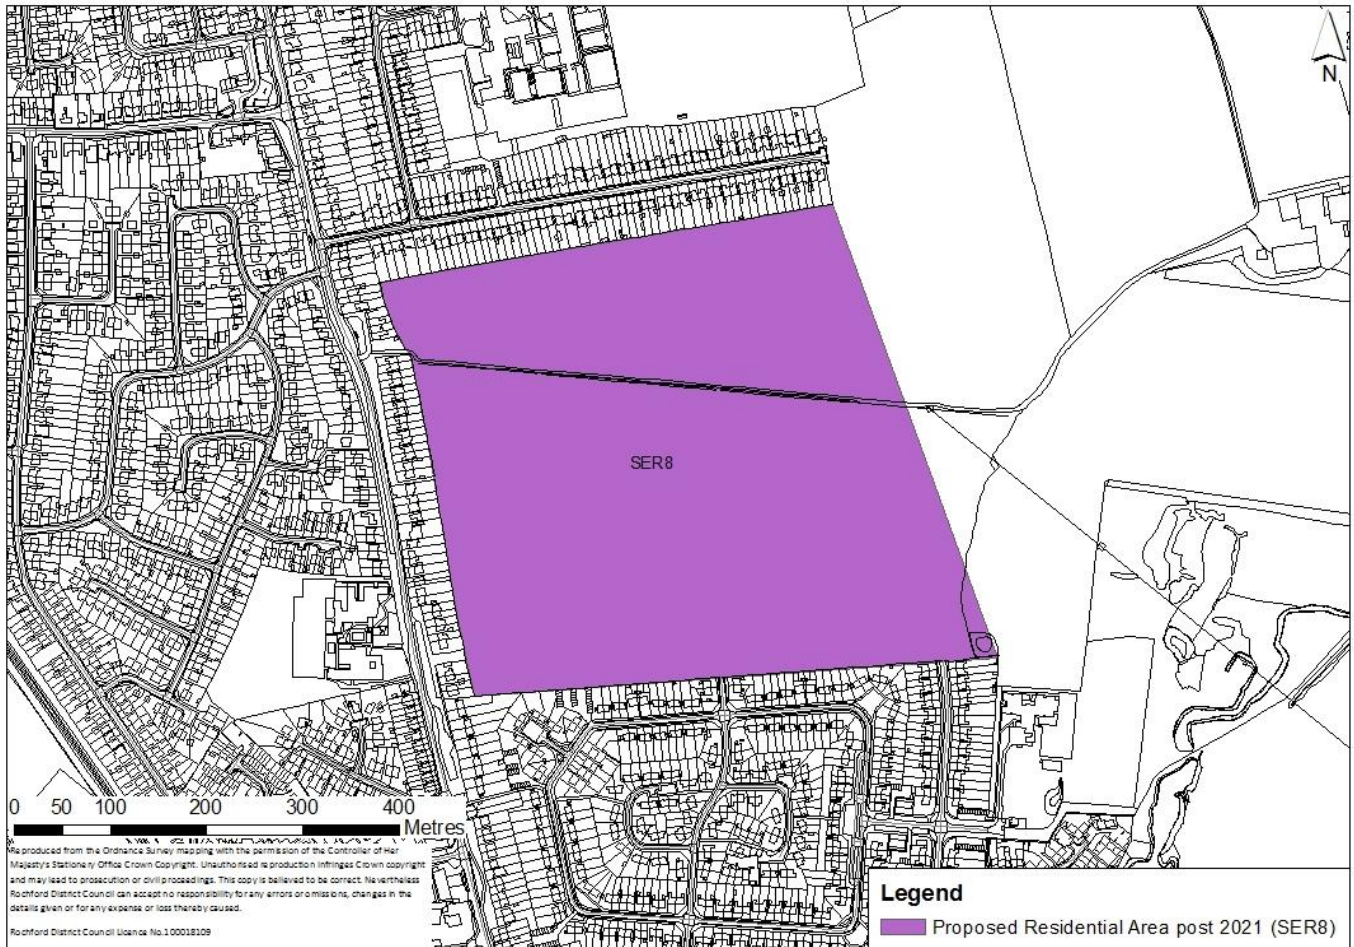 N
SER8
0 50 100 200 300 400
Metres
Reproduced from the Ordnance Survey mapping with the permission of the Controller of Her
Majesty's Stationery Office Crown Copyright. Unauthorised reproduction infringes Crown copyright
and may lead to prosecution or civil proceedings. This copy is believed to be correct. Nevertheless
Rochford District Council can accept no responsibility for any errors or omissions, changes in the
details given or for any expense or loss thereby caused.
Rochford District Council Licence No.100018109
Legend
Proposed Residential Area post 2021 (SER8)